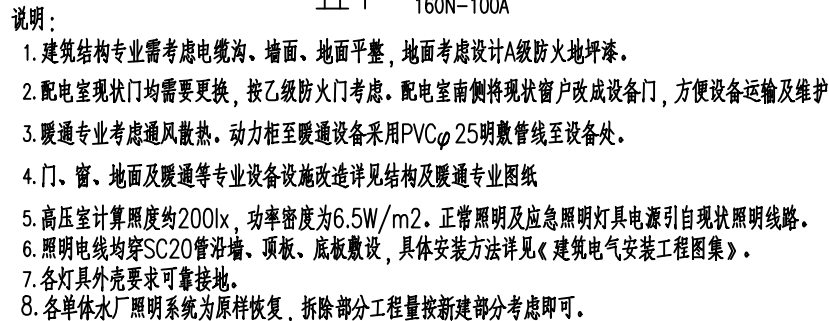 160N-100A
说明：
1. 建筑结构专业需考虑电缆沟、墙面、地面平整，地面考虑设计A级防火地坪漆。
2. 配电室现状门均需要更换，按乙级防火门考虑。配电室南侧将现状窗户改成设备门，方便设备运输及维护
3. 暖通专业考虑通风散热。动力柜至暖通设备采用PVCφ25明敷管线至设备处。
4. 门、窗、地面及暖通等专业设备设施改造详见结构及暖通专业图纸
5. 高压室计算照度约200lx，功率密度为6.5W/m2。正常照明及应急照明灯具电源引自现状照明线路。
6. 照明电线均穿SC20管沿墙、顶板、底板敷设，具体安装方法详见《建筑电气安装工程图集》。
7. 各灯具外壳要求可靠接地。
8. 各单体水厂照明系统为原样恢复，拆除部分工程量按新建部分考虑即可。